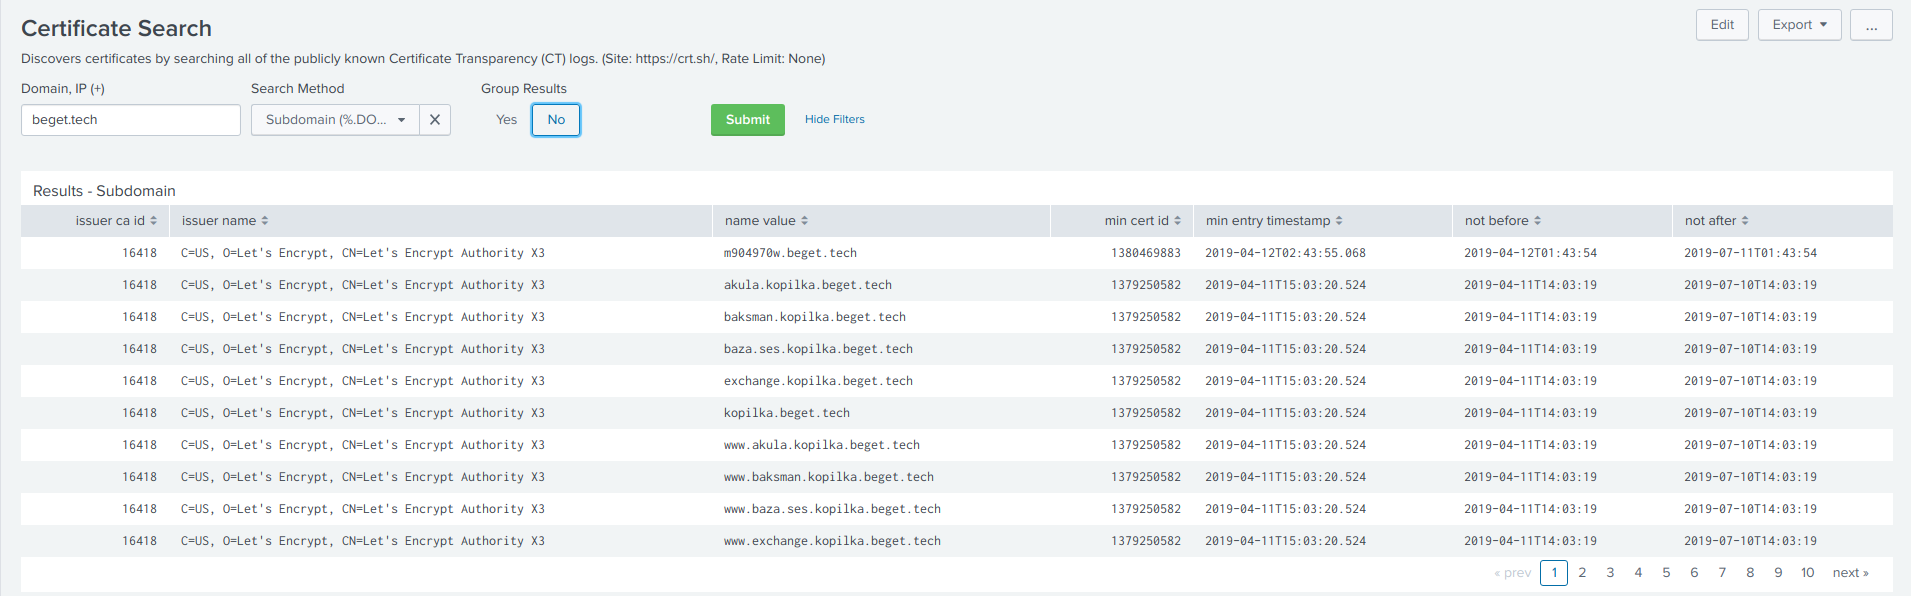 Certificate Search
Edit Export ...
Discovers certificates by searching all of the publicly known Certificate Transparency (CT) logs. (Site: https://crt.sh/, Rate Limit: None)
Domain, IP (+) Search Method Group Results
beget.tech Subdomain (%.DO... Yes No Submit Hide Filters
Results - Subdomain
issuer ca id issuer name name value min cert id min entry timestamp not before not after
16418 C=US, O=Let's Encrypt, CN=Let's Encrypt Authority X3 m904970w.beget.tech 1380469883 2019-04-12T02:43:55.068 2019-04-12T01:43:54 2019-07-11T01:43:54
16418 C=US, O=Let's Encrypt, CN=Let's Encrypt Authority X3 akula.kopilka.beget.tech 1379250582 2019-04-11T15:03:20.524 2019-04-11T14:03:19 2019-07-10T14:03:19
16418 C=US, O=Let's Encrypt, CN=Let's Encrypt Authority X3 baksman.kopilka.beget.tech 1379250582 2019-04-11T15:03:20.524 2019-04-11T14:03:19 2019-07-10T14:03:19
16418 C=US, O=Let's Encrypt, CN=Let's Encrypt Authority X3 baza.ses.kopilka.beget.tech 1379250582 2019-04-11T15:03:20.524 2019-04-11T14:03:19 2019-07-10T14:03:19
16418 C=US, O=Let's Encrypt, CN=Let's Encrypt Authority X3 exchange.kopilka.beget.tech 1379250582 2019-04-11T15:03:20.524 2019-04-11T14:03:19 2019-07-10T14:03:19
16418 C=US, O=Let's Encrypt, CN=Let's Encrypt Authority X3 kopilka.beget.tech 1379250582 2019-04-11T15:03:20.524 2019-04-11T14:03:19 2019-07-10T14:03:19
16418 C=US, O=Let's Encrypt, CN=Let's Encrypt Authority X3 www.akula.kopilka.beget.tech 1379250582 2019-04-11T15:03:20.524 2019-04-11T14:03:19 2019-07-10T14:03:19
16418 C=US, O=Let's Encrypt, CN=Let's Encrypt Authority X3 www.baksman.kopilka.beget.tech 1379250582 2019-04-11T15:03:20.524 2019-04-11T14:03:19 2019-07-10T14:03:19
16418 C=US, O=Let's Encrypt, CN=Let's Encrypt Authority X3 www.baza.ses.kopilka.beget.tech 1379250582 2019-04-11T15:03:20.524 2019-04-11T14:03:19 2019-07-10T14:03:19
16418 C=US, O=Let's Encrypt, CN=Let's Encrypt Authority X3 www.exchange.kopilka.beget.tech 1379250582 2019-04-11T15:03:20.524 2019-04-11T14:03:19 2019-07-10T14:03:19
« prev 1 2 3 4 5 6 7 8 9 10 next »